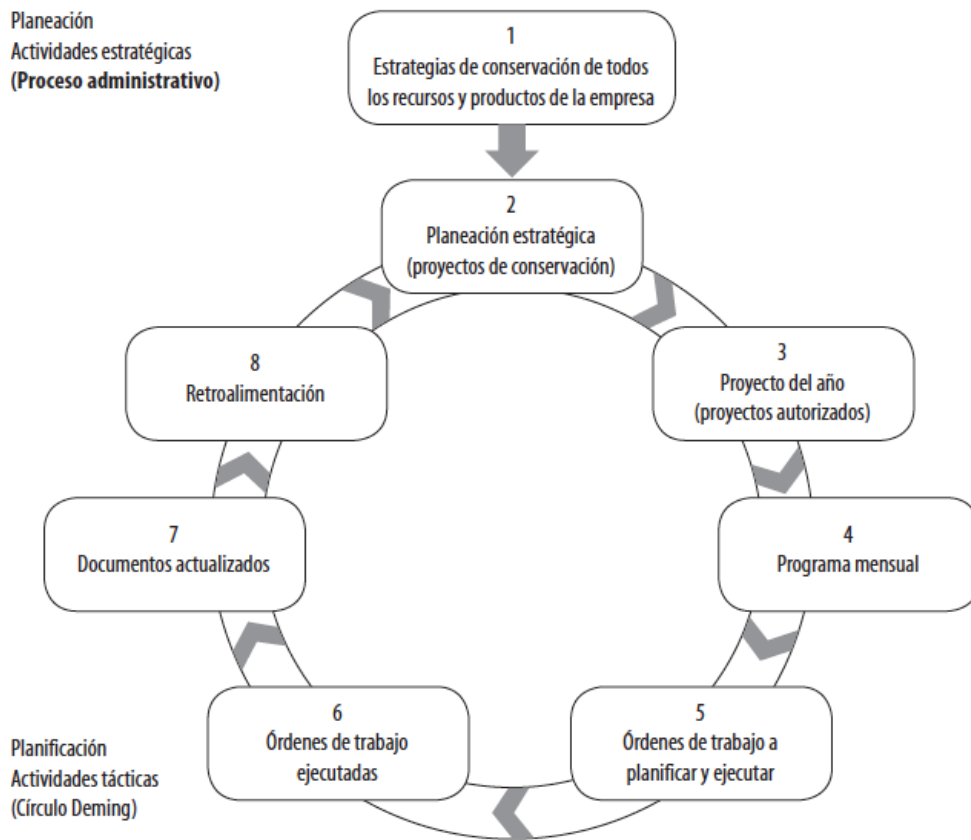 Planeación
Actividades estratégicas
(Proceso administrativo)
1
Estrategias de conservación de todos
los recursos y productos de la empresa
2
Planeación estratégica
(proyectos de conservación)
3
Proyecto del año
(proyectos autorizados)
4
Programa mensual
5
Órdenes de trabajo a
planificar y ejecutar
6
Órdenes de trabajo
ejecutadas
7
Documentos actualizados
8
Retroalimentación
Planificación
Actividades tácticas
(Círculo Deming)